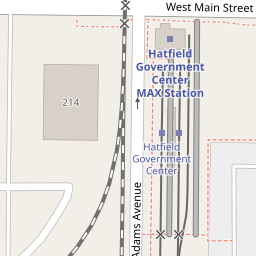 West Main Street
Hatfield
Government
Center
MAX Station
214
Hatfield
Government
Center
Adams Avenue